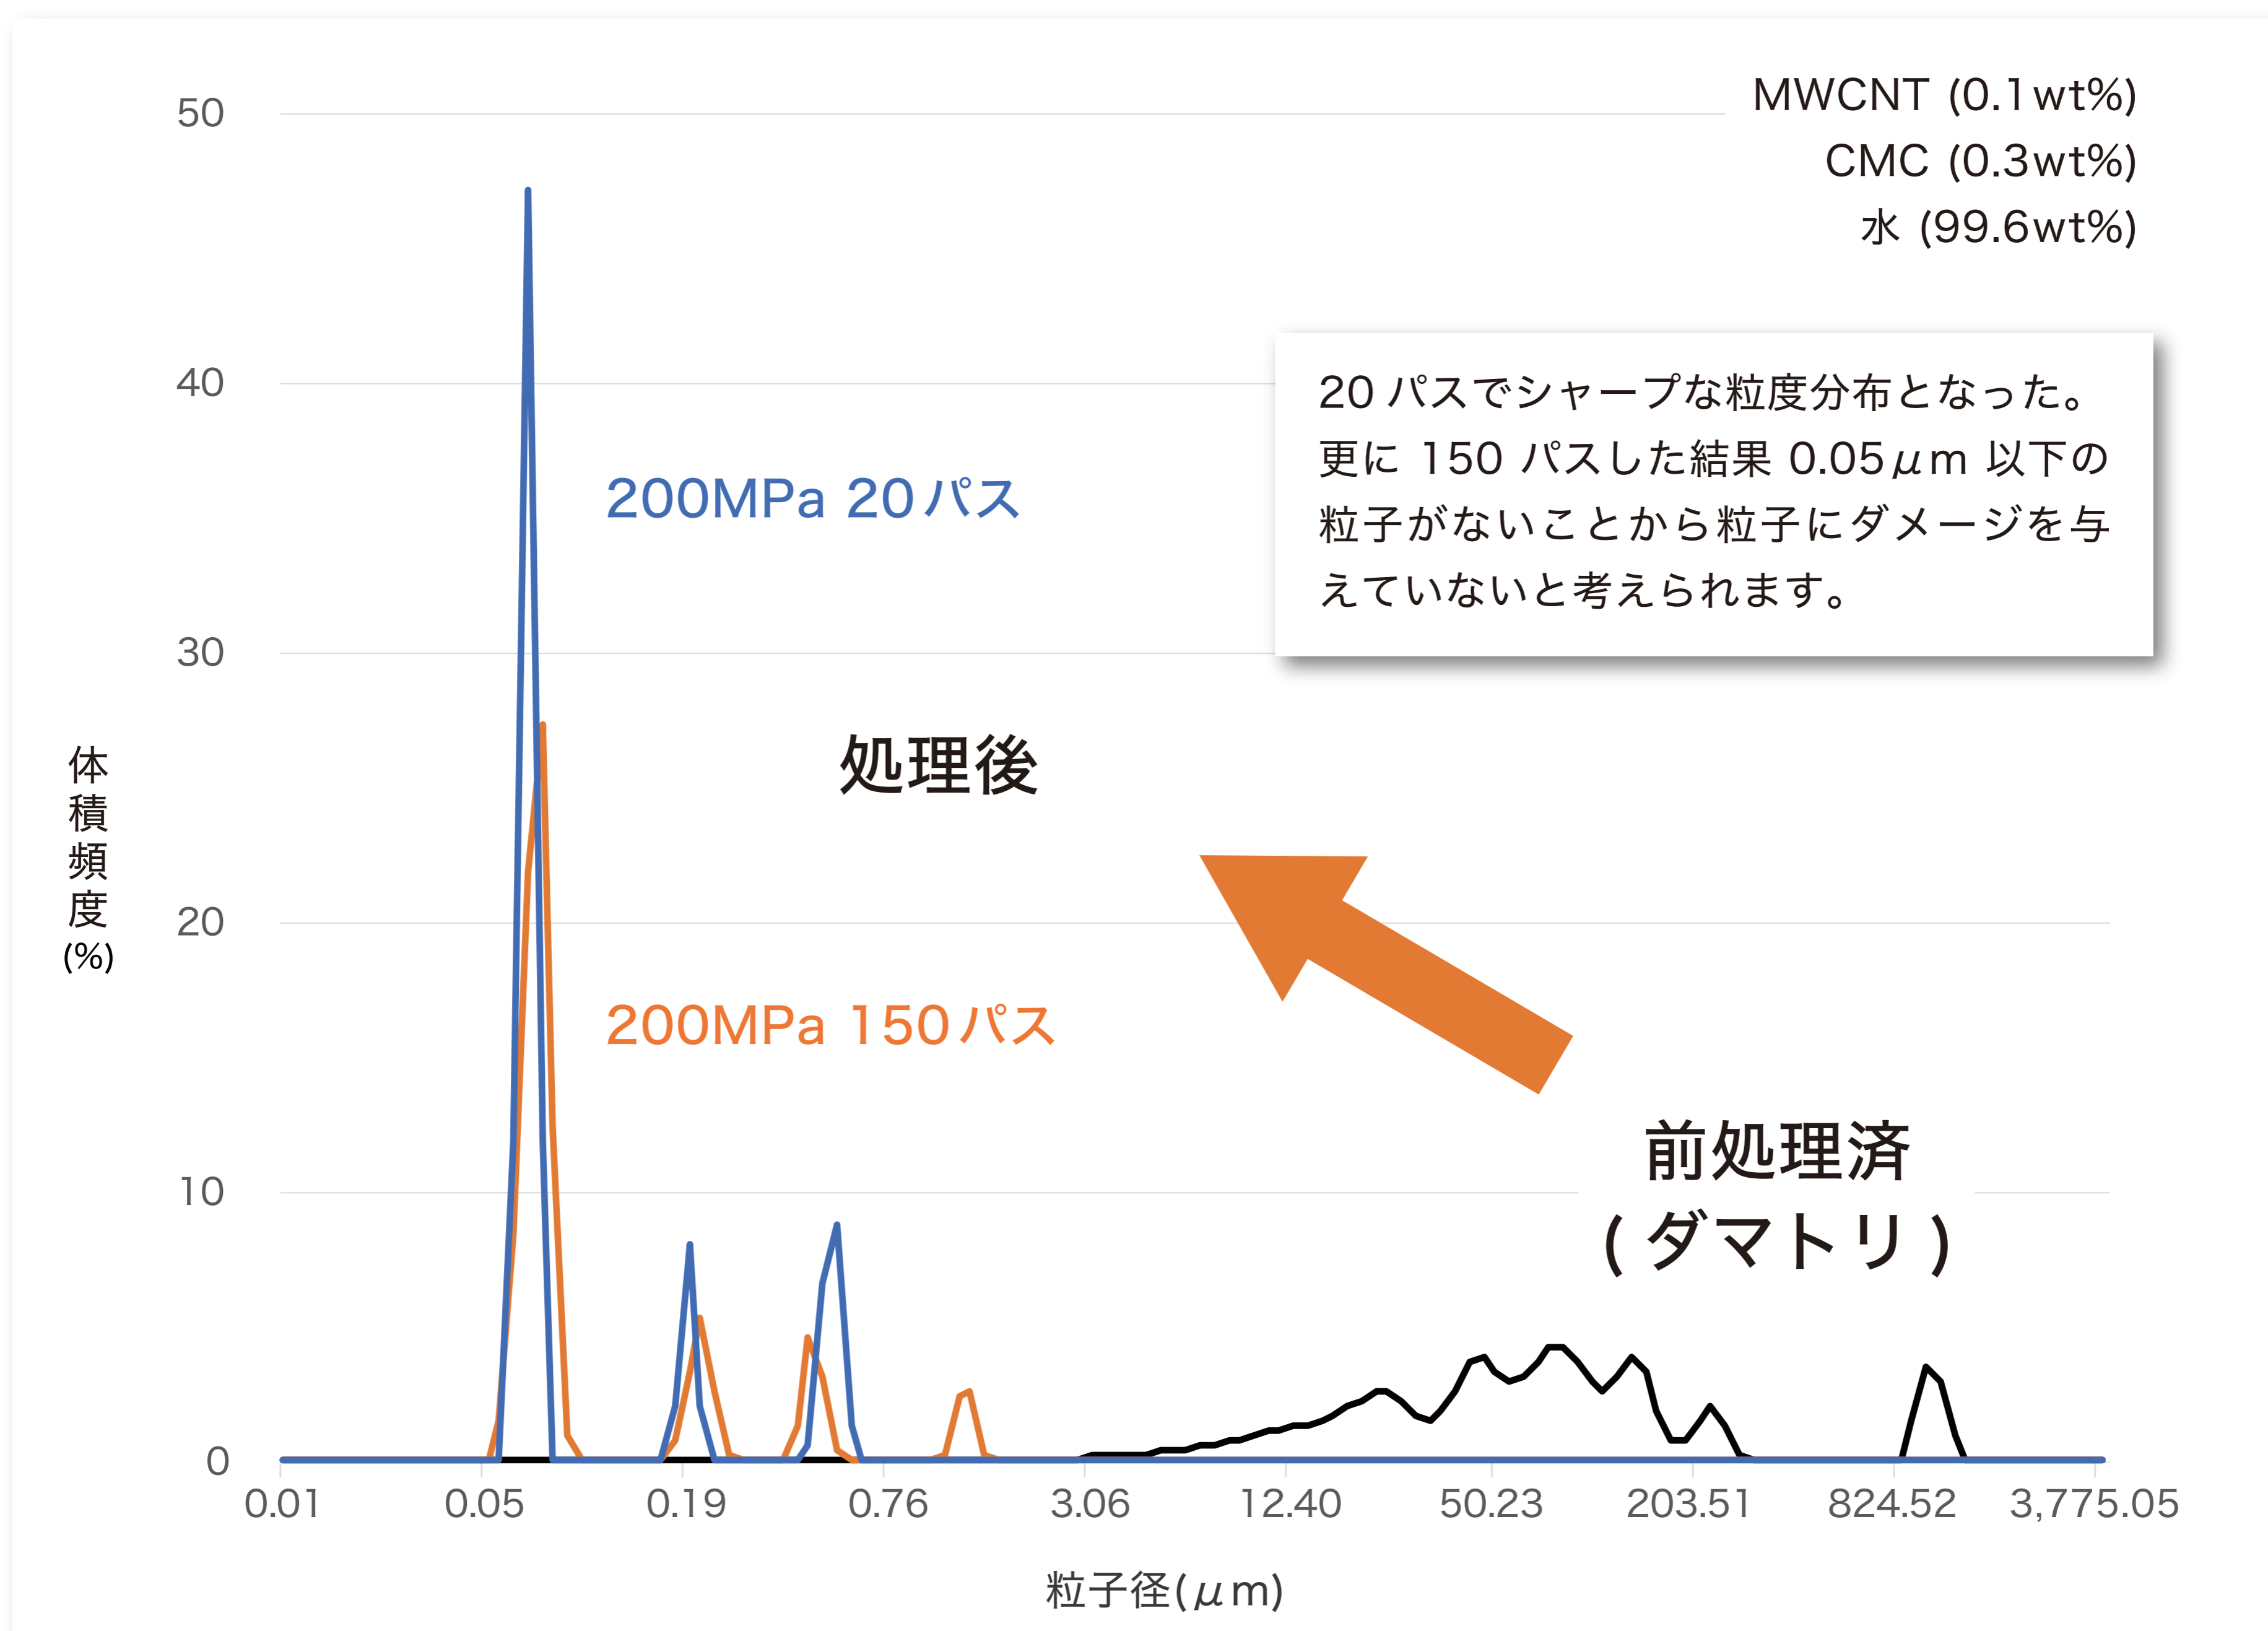 MWCNT (0.1wt%)
CMC (0.3wt%)
水 (99.6wt%)
50
40
30
20
10
0
20 パスでシャープな粒度分布となった。
更に 150 パスした結果 0.05μm 以下の
粒子がないことから粒子にダメージを与
えていないと考えられます。
200MPa 20パス
処理後
体積頻度(%)
200MPa 150パス
前処理済
(ダマトリ)
0.01 0.05 0.19 0.76 3.06 12.40 50.23 203.51 824.52 3,775.05
粒子径(μm)